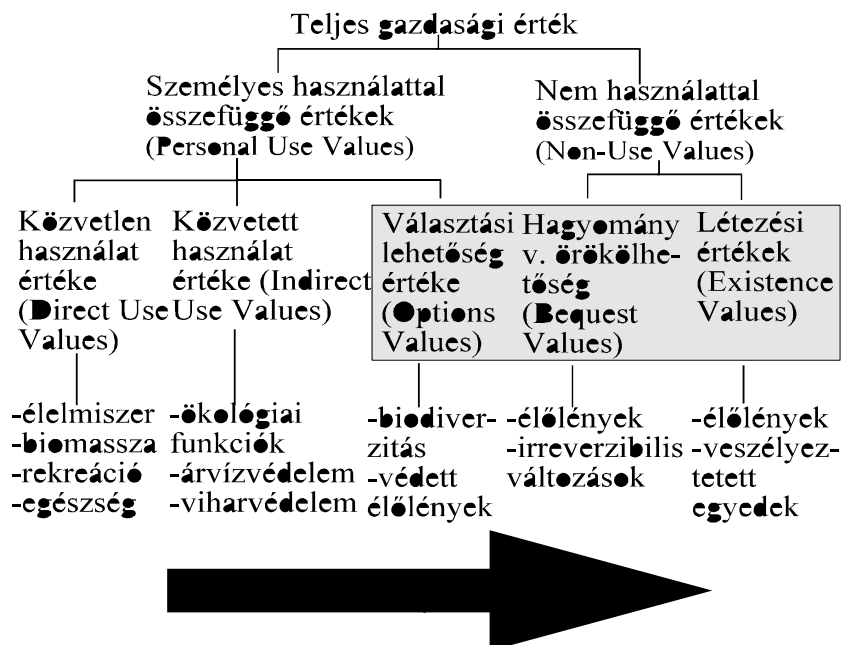 Teljes gazdasági érték
Személyes használattal
összefüggő értékek
(Personal Use Values)
Nem használattal
összefüggő értékek
(Non-Use Values)
Közvetlen
használat
értéke
(Direct Use
Values)
Közvetett
használat
értéke (Indirect
Use Values)
Választási
lehetőség
értéke
(Options
Values)
Hagyomány
v. örökölhe-
tőség
(Bequest
Values)
Létezési
értékek
(Existence
Values)
-élelmiszer
-biomassza
-rekreáció
-egészség
-ökológiai
funkciók
-árvízvédelem
-viharvédelem
-biodiver-
zitás
-védett
élőlények
-élőlények
-irreverzibilis
változások
-élőlények
-veszélyez-
tetett
egyedek